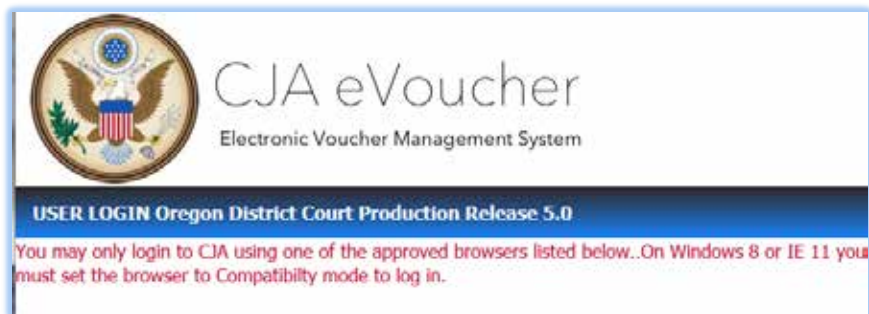 CJA eVoucher
Electronic Voucher Management System
USER LOGIN Oregon District Court Production Release 5.0
You may only login to CJA using one of the approved browsers listed below..On Windows 8 or IE 11 you
must set the browser to Compatibilty mode to log in.